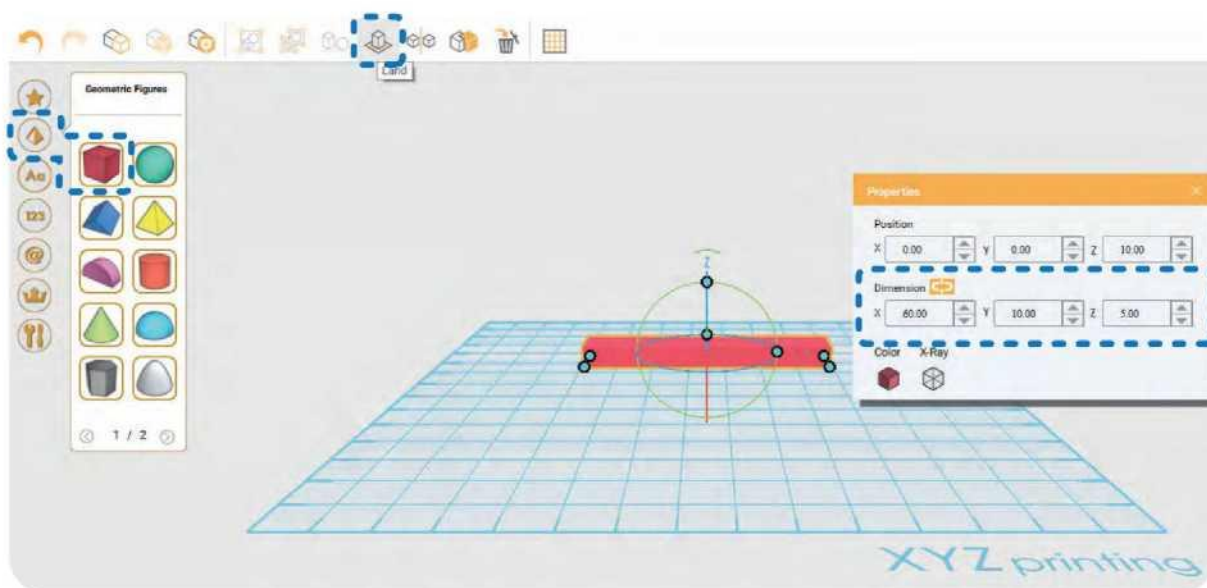 Land
Geometric Figures
Aa
123
@
1 / 2
Properties
Position
X 0.00 Y 0.00 Z 10.00
Dimension
X 60.00 Y 10.00 Z 5.00
Color X-Ray
Z
XYZ printing